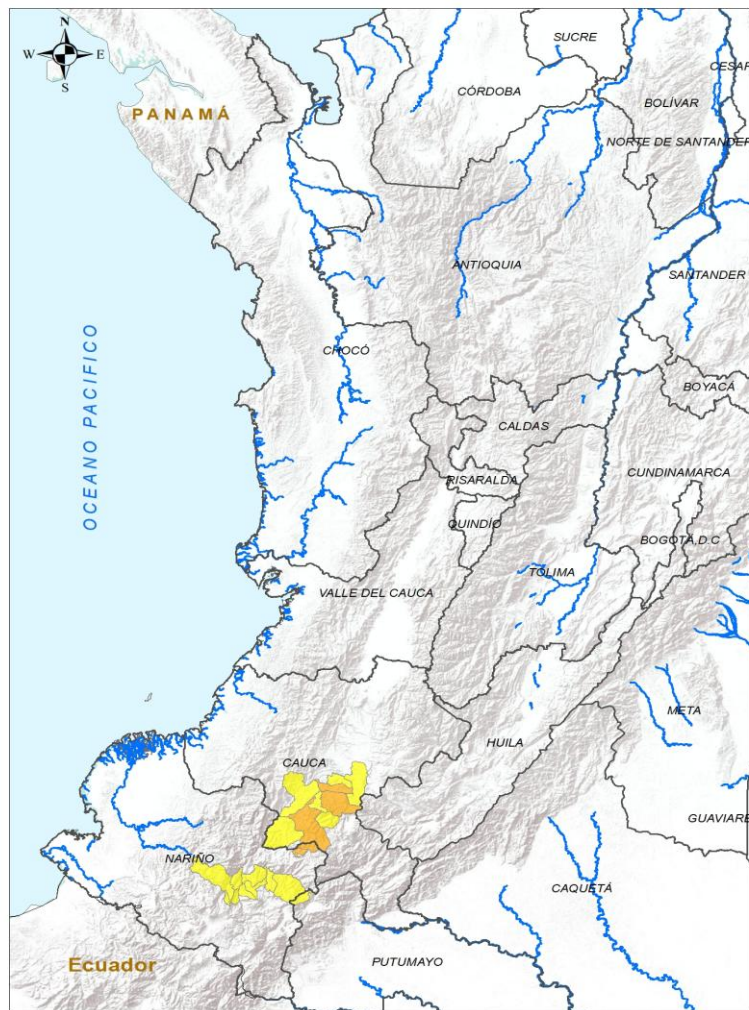 SUCRE
N
W E
S
CESAR
CÓRDOBA
BOLÍVAR
PANAMÁ
NORTE DE SANTANDER
ANTIOQUIA
SANTANDER
OCEANO PACIFICO
CHOCÓ
BOYACÁ
CALDAS
CUNDINAMARCA
RISARALDA
QUINDÍO
BOGOTÁ,D.C
TOLIMA
VALLE DEL CAUCA
META
HUILA
CAUCA
GUAVIARE
NARIÑO
CAQUETÁ
PUTUMAYO
Ecuador